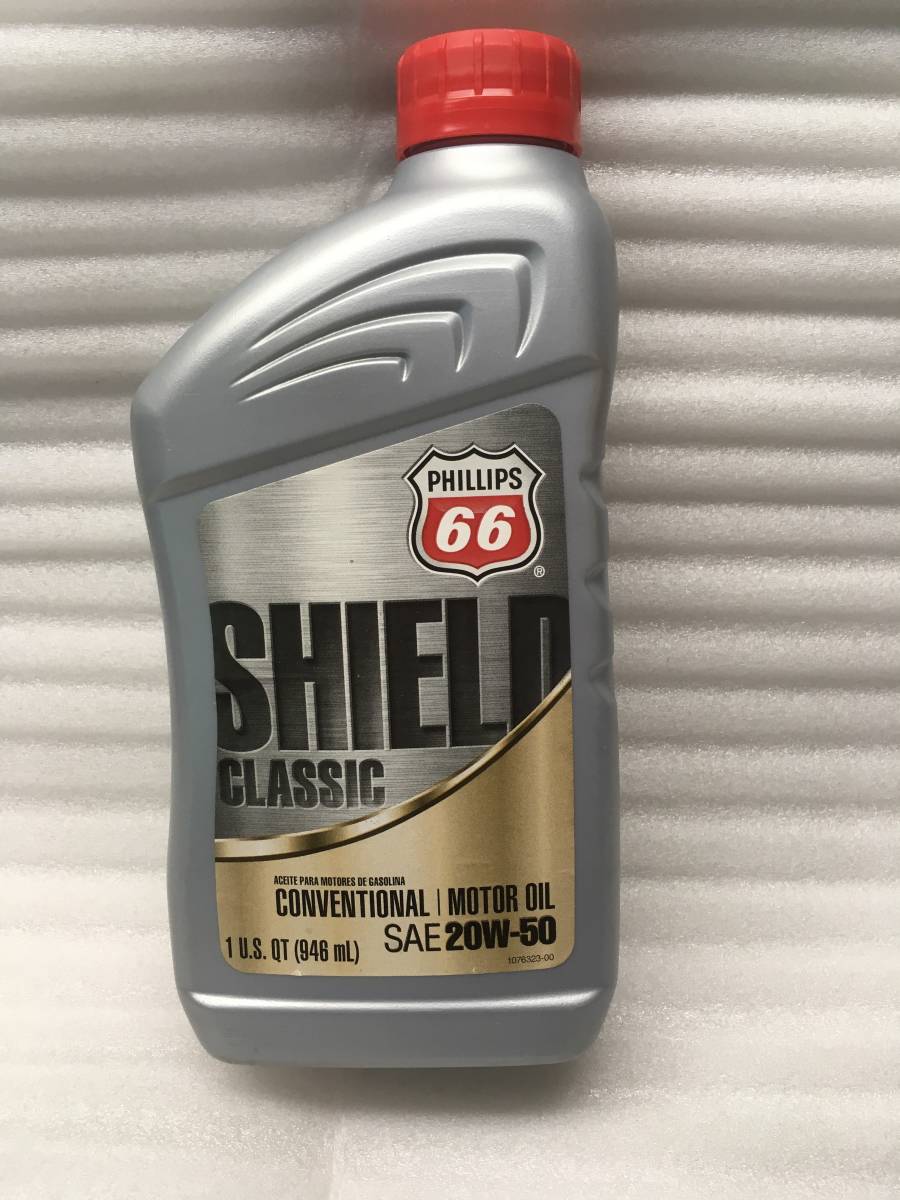 PHILLIPS
66
®
SHIELD
CLASSIC
ACEITE PARA MOTORES DE GASOLINA
CONVENTIONAL | MOTOR OIL
1 U.S. QT (946 mL) SAE 20W-50
1076323-00